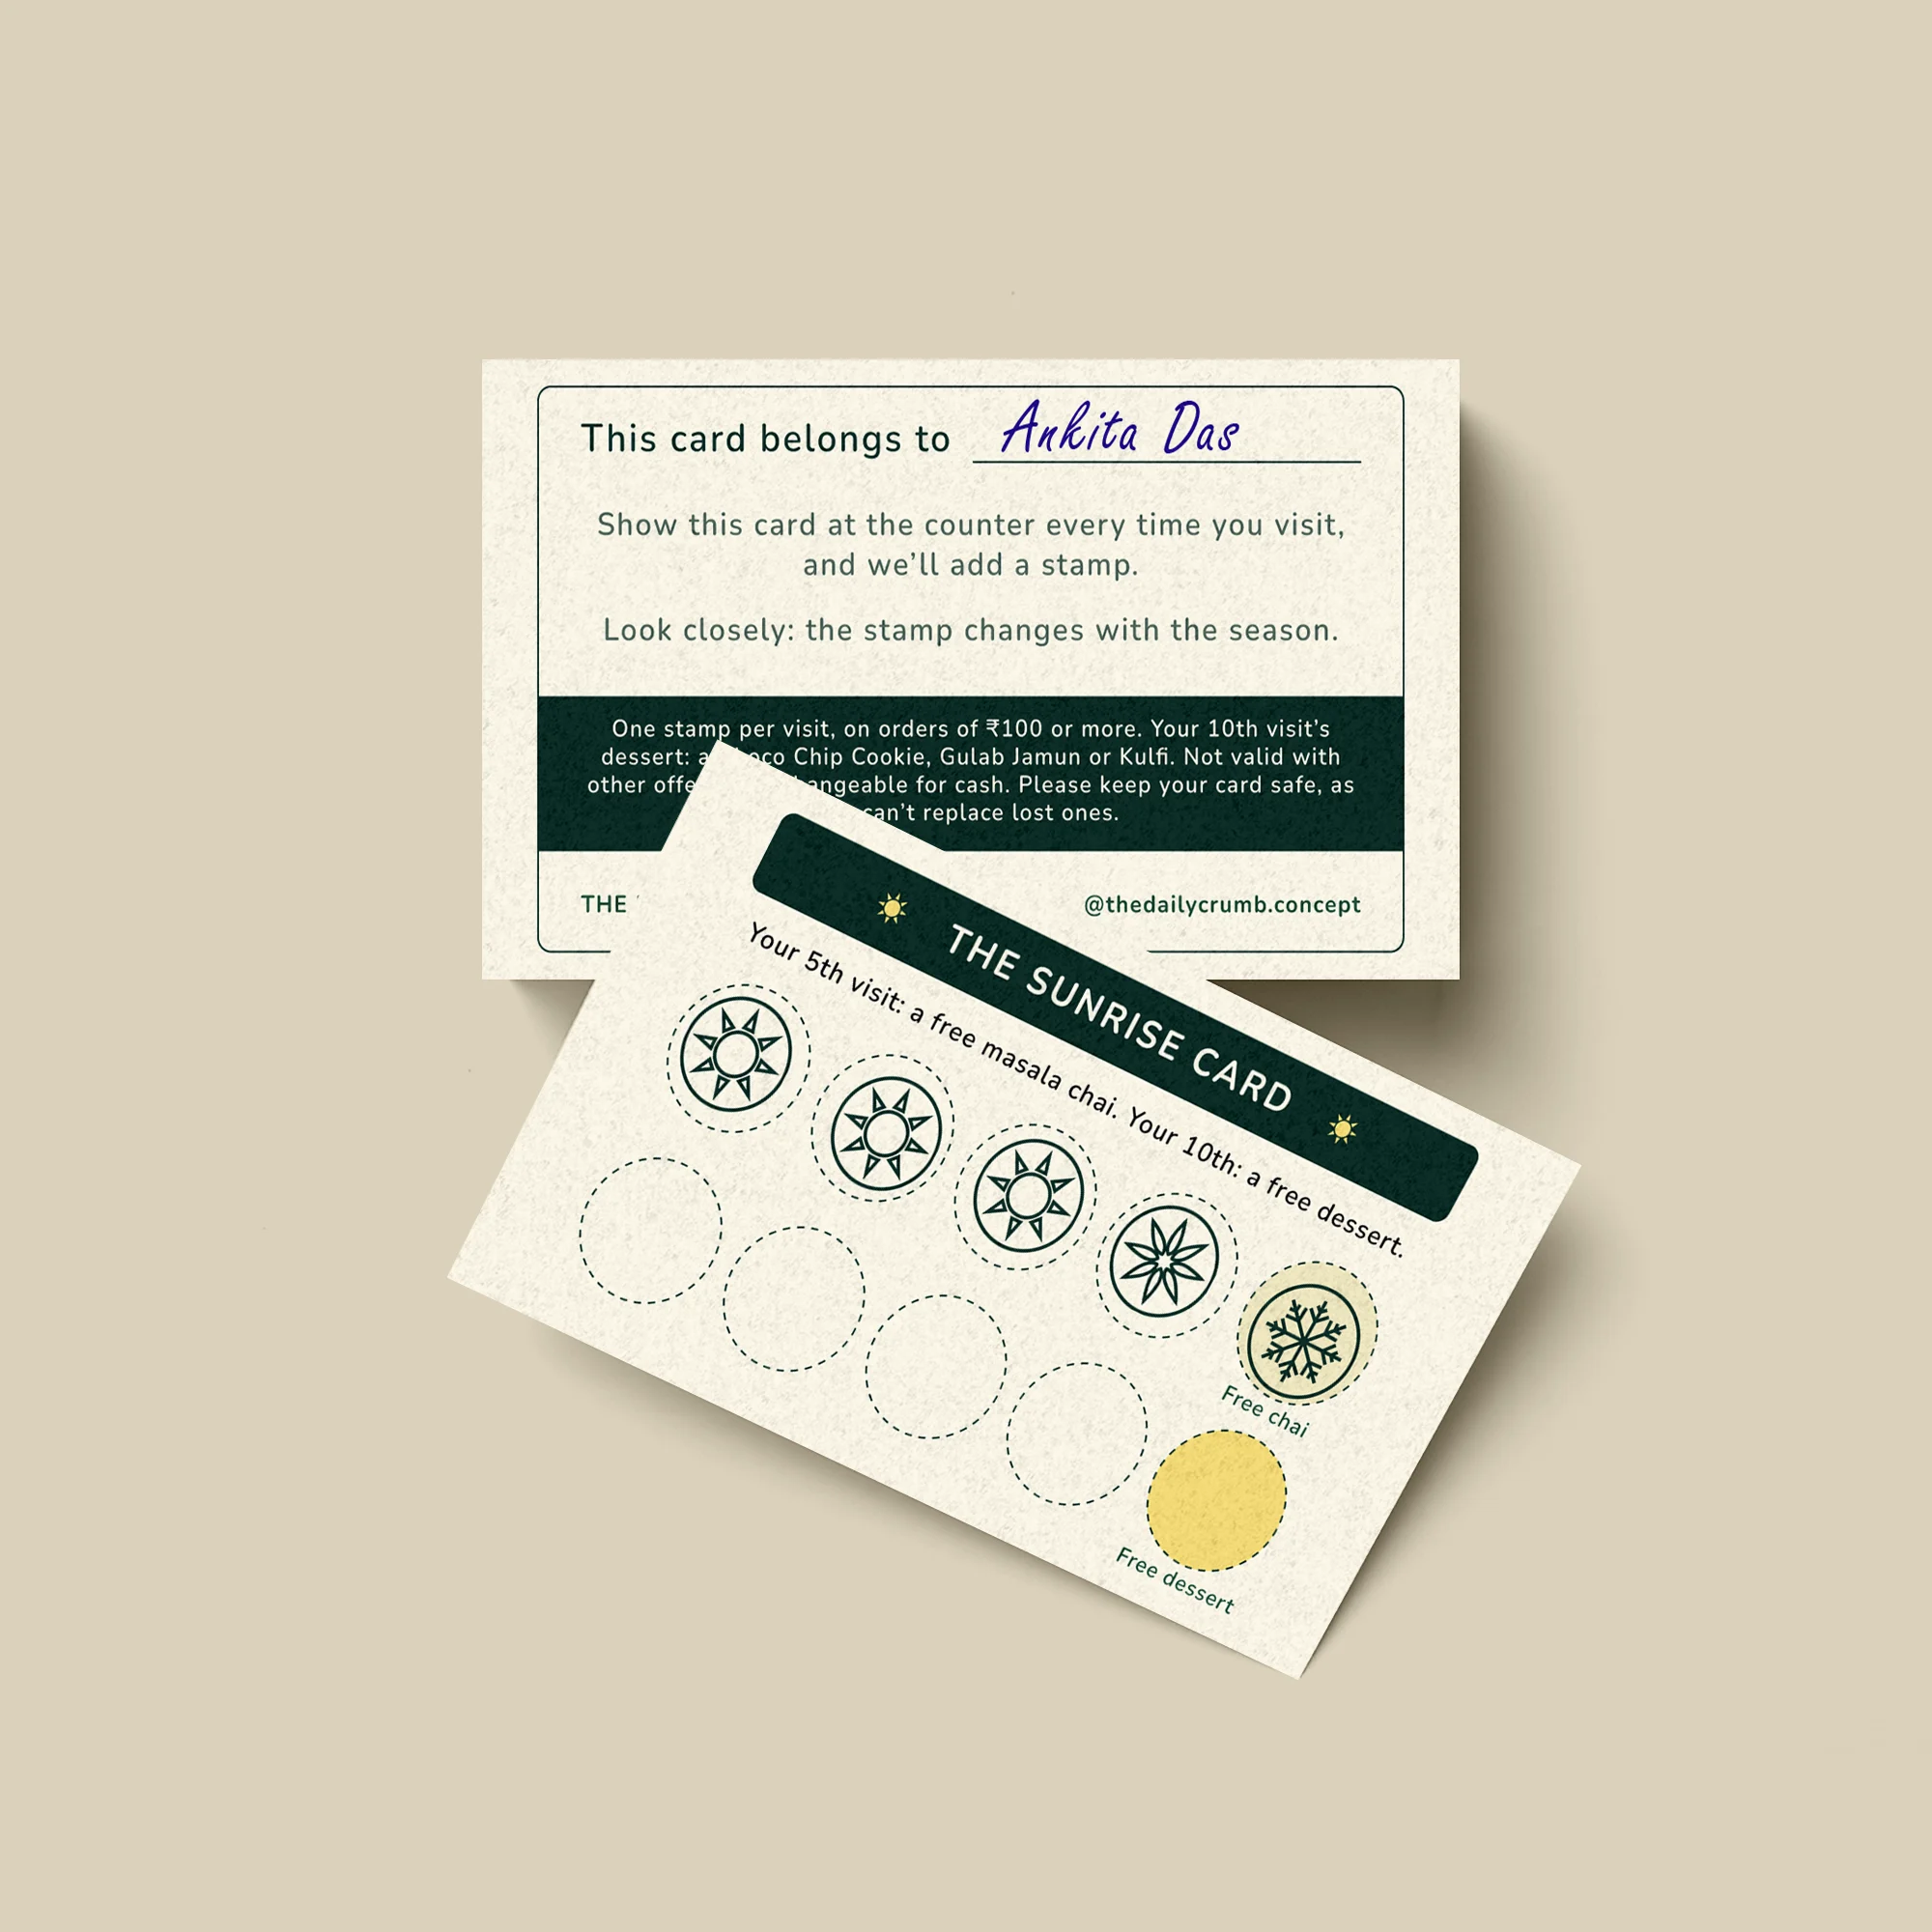 This card belongs to Ankita Das
Show this card at the counter every time you visit,
and we’ll add a stamp.
Look closely: the stamp changes with the season.
One stamp per visit, on orders of ₹100 or more. Your 10th visit’s
dessert: Chip Cookie, Gulab Jamun or Kulfi. Not valid with
other for cash. Please keep your card safe, as
can’t replace lost ones.
THE
@thedailycrumb.concept
THE SUNRISE CARD
Your 5th visit: a free masala chai. Your 10th: a free dessert.
Free chai
Free dessert